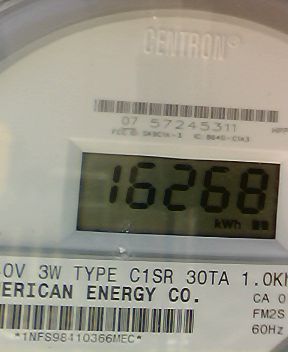 CENTRON®
07 57245311
16268
kWh
OV 3W TYPE C1SR 30TA 1.0K
ERICAN ENERGY CO.
CA 0
FM2S
60Hz
*1NFS98410366MEC*